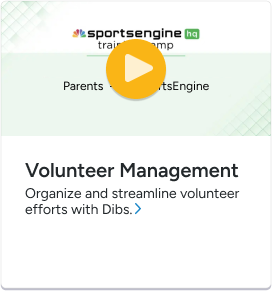 sportsengine hq
Parents
Volunteer Management
Organize and streamline volunteer
efforts with Dibs.